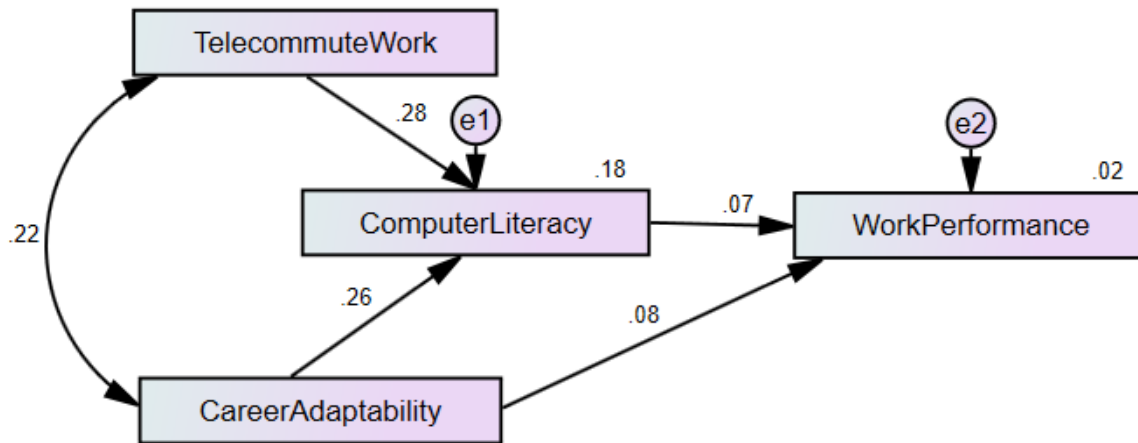 TelecommuteWork
.28
e1
e2
.18
.02
ComputerLiteracy
.07
WorkPerformance
.22
.26
.08
CareerAdaptability